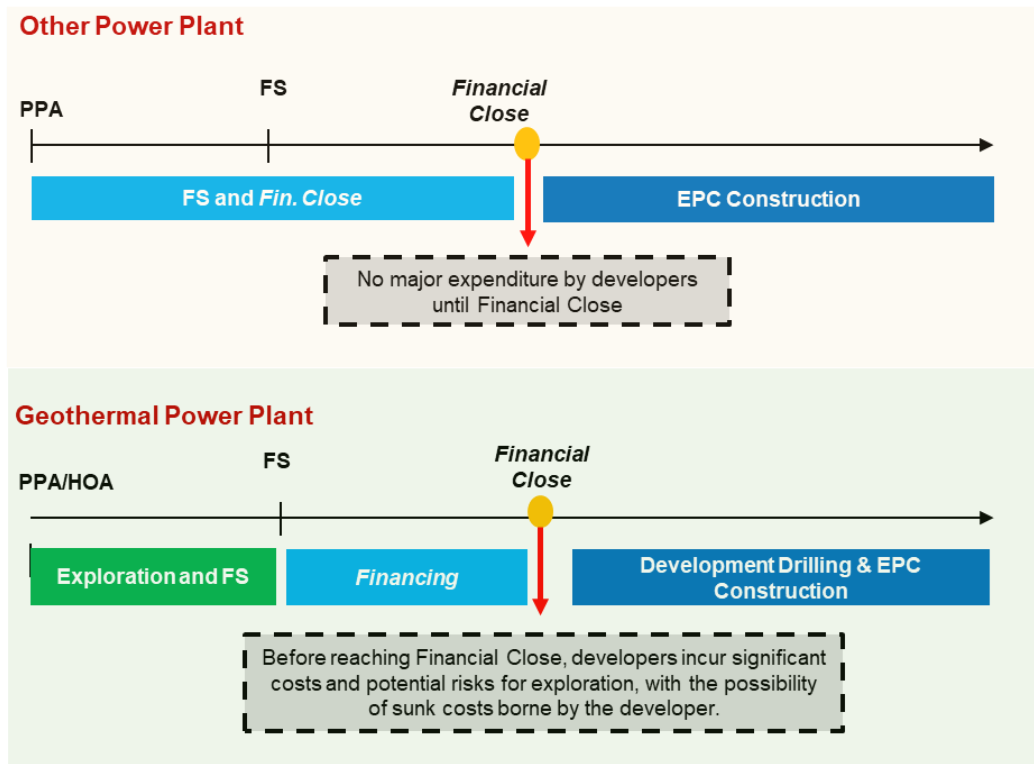 Other Power Plant
PPA
FS
Financial
Close
FS and Fin. Close
EPC Construction
No major expenditure by developers
until Financial Close
Geothermal Power Plant
PPA/HOA
FS
Financial
Close
Exploration and FS
Financing
Development Drilling & EPC
Construction
Before reaching Financial Close, developers incur significant
costs and potential risks for exploration, with the possibility
of sunk costs borne by the developer.